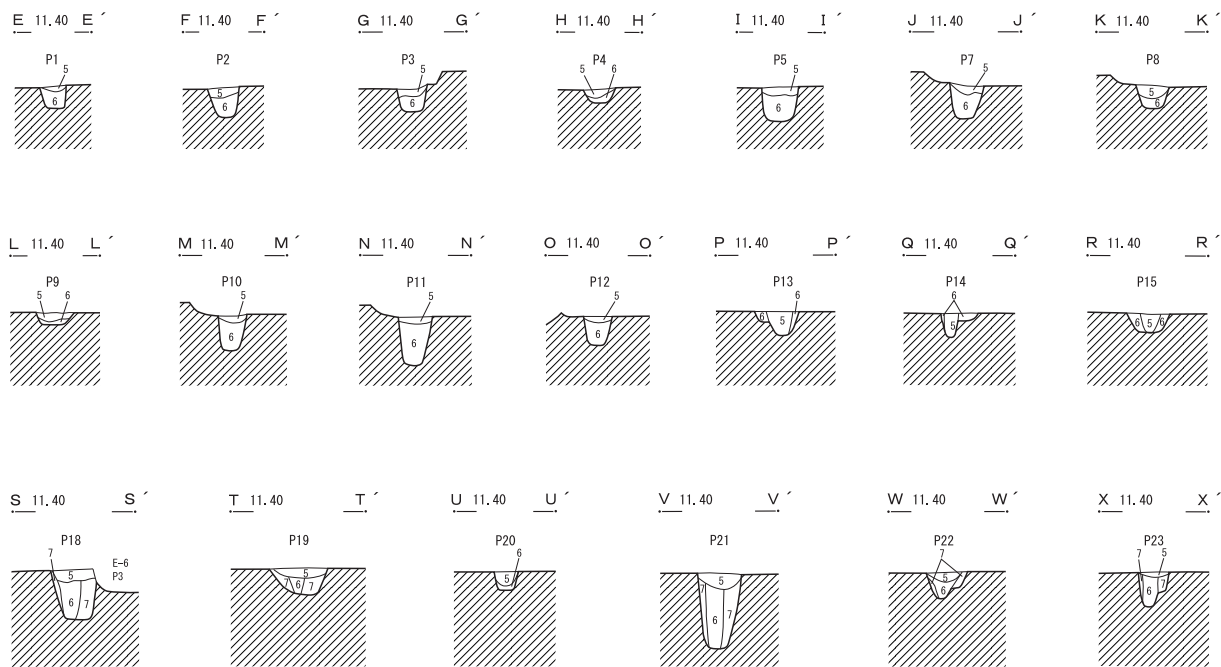 E 11.40 E´ F 11.40 F´ G 11.40 G´ H 11.40 H´ I 11.40 I´ J 11.40 J´ K 11.40 K´
P1 P2 P3 P4 P5 P7 P8
5 5 5 6 5 5
5 5
6 6 6 6 6 6
L 11.40 L´ M 11.40 M´ N 11.40 N´ O 11.40 O´ P 11.40 P´ Q 11.40 Q´ R 11.40 R´
P9 P10 P11 P12 P13 P14 P15
5 6 5 5 5 6 6
6 6 6 6 5 5 6 5 6
S 11.40 S´ T 11.40 T´ U 11.40 U´ V 11.40 V´ W 11.40 W´ X 11.40 X´
P18 P19 P20 P21 P22 P23
7 6 7 7 5
E-6
P3
5 5 5 5 5
6 7 7 6 7 7 6 7 6 6 7